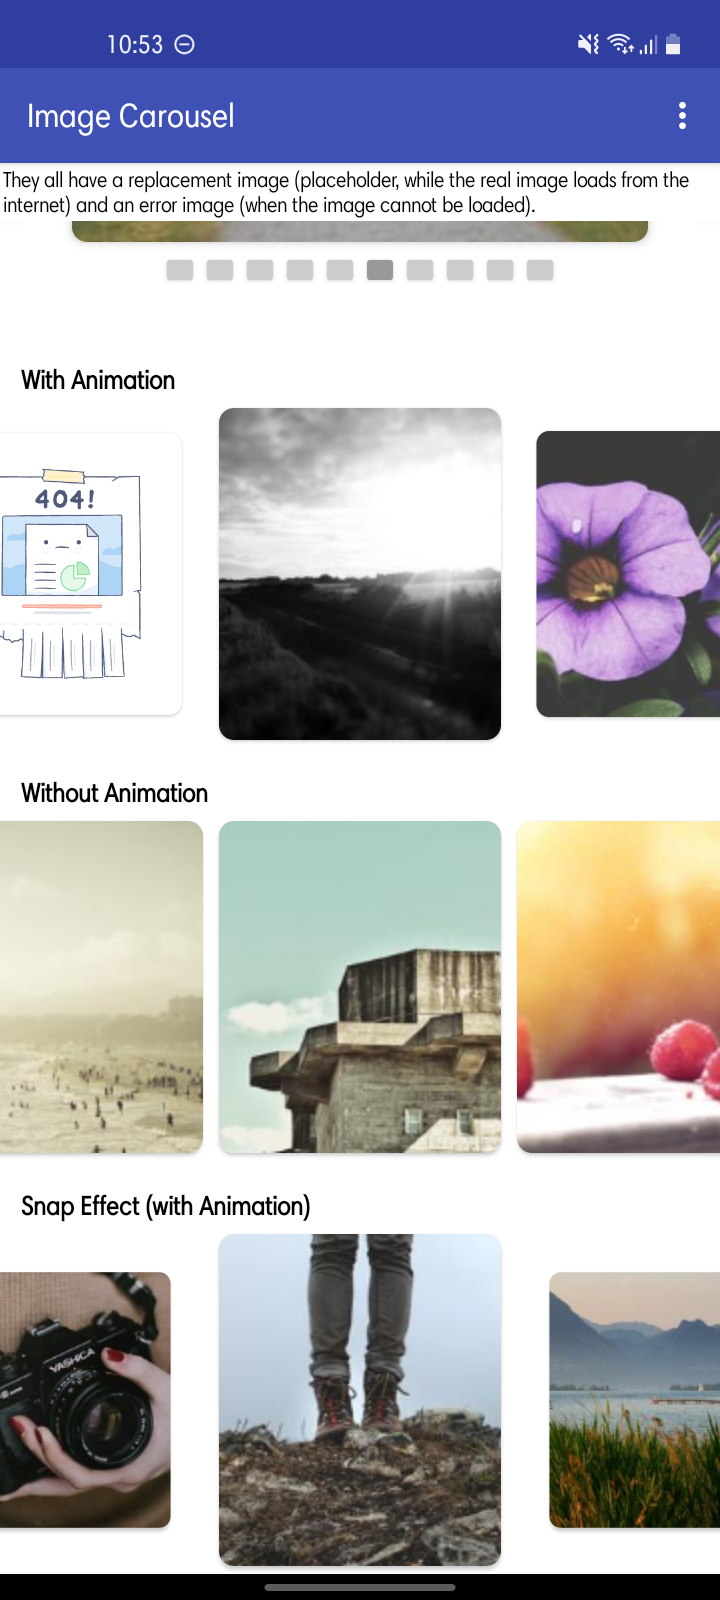 10:53
Image Carousel
They all have a replacement image (placeholder, while the real image loads from the
internet) and an error image (when the image cannot be loaded).
With Animation
404!
Without Animation
Snap Effect (with Animation)
YASHICA